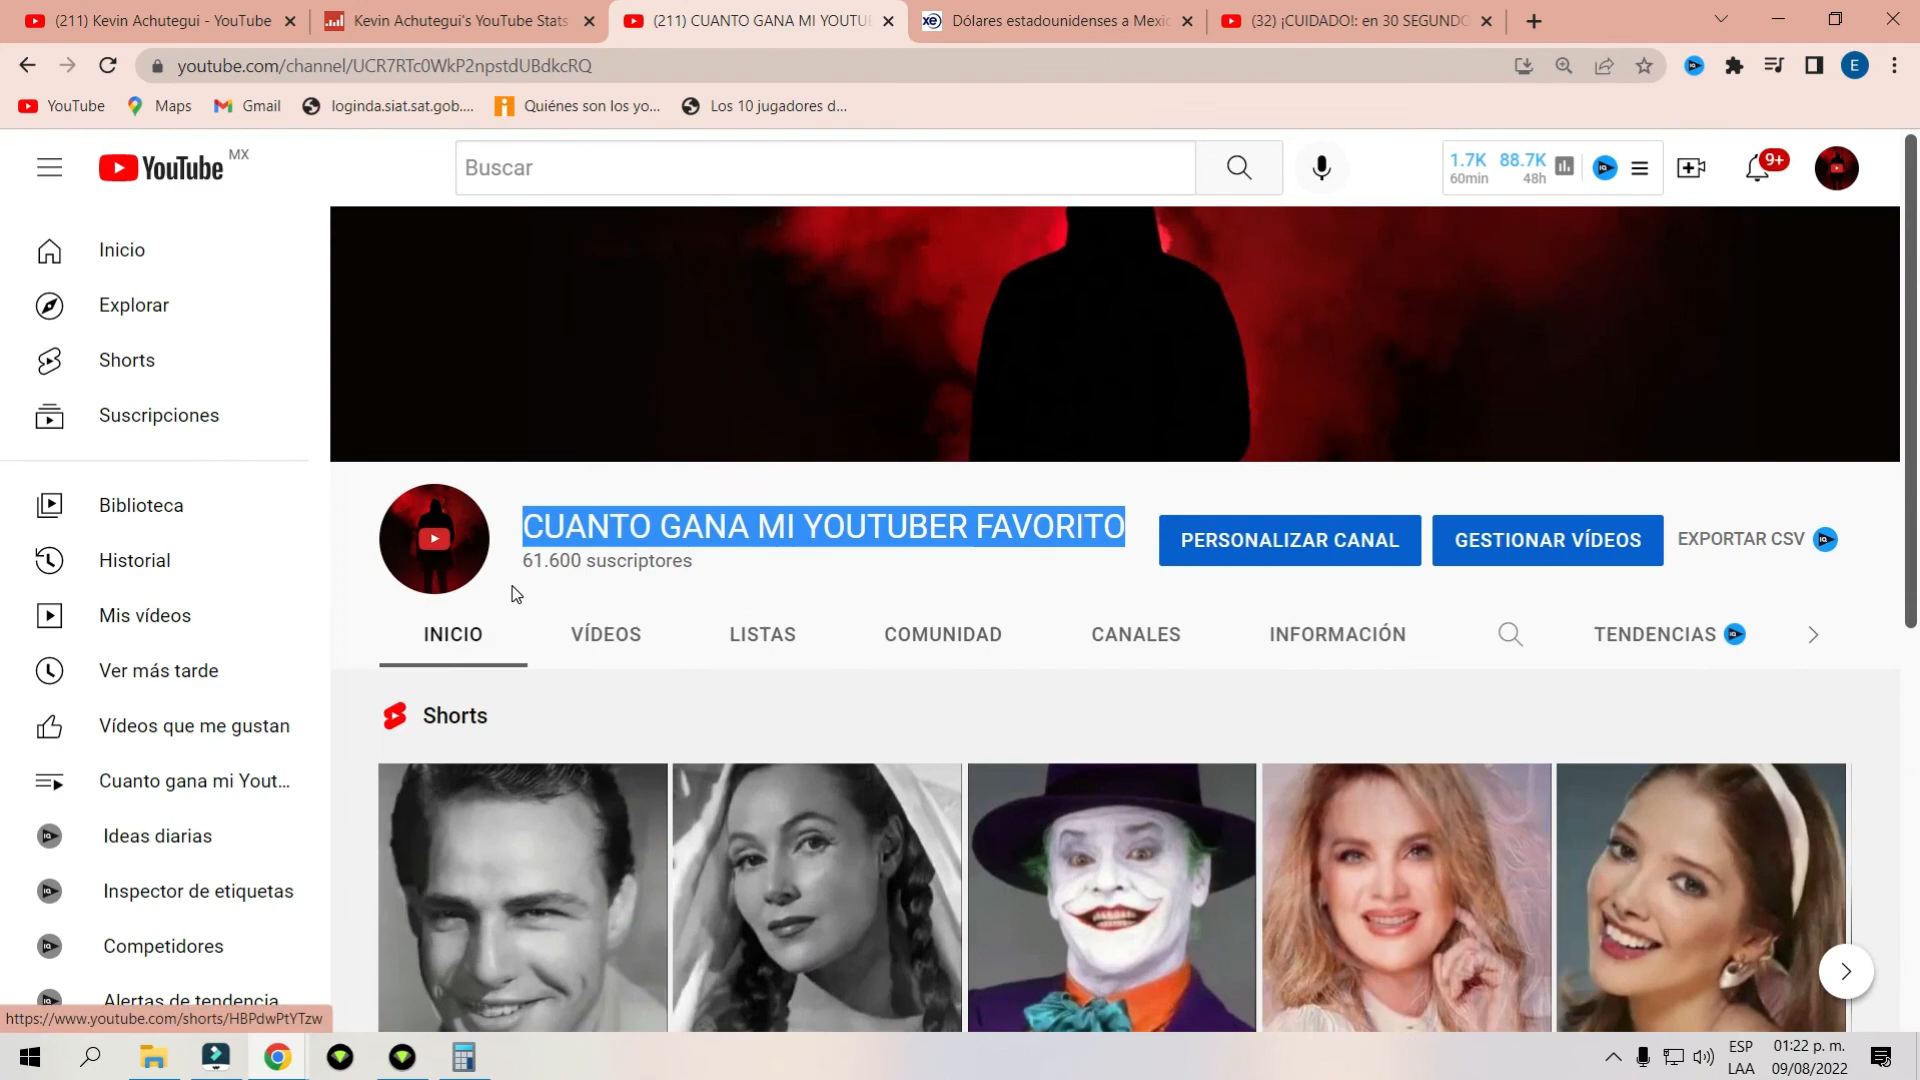 (211) Kevin Achutegui - YouTube
Kevin Achutegui's YouTube Stats
(211) CUANTO GANA MI YOUTU
Dólares estadounidenses a Mexic
(32) ¡CUIDADO!: en 30 SEGUNDO
youtube.com/channel/UCR7RTc0WkP2npstdUBdkcRQ
E
YouTube
Maps
Gmail
loginda.siat.sat.gob....
Quiénes son los yo...
Los 10 jugadores d...
YouTube MX
Buscar
1.7K 88.7K
60min 48h
9+
Inicio
Explorar
Shorts
Suscripciones
Biblioteca
Historial
Mis vídeos
Ver más tarde
Vídeos que me gustan
Cuanto gana mi Yout...
Ideas diarias
Inspector de etiquetas
Competidores
Alertas de tendencia
CUANTO GANA MI YOUTUBER FAVORITO
61.600 suscriptores
PERSONALIZAR CANAL
GESTIONAR VÍDEOS
EXPORTAR CSV
INICIO
VÍDEOS
LISTAS
COMUNIDAD
CANALES
INFORMACIÓN
TENDENCIAS
Shorts
https://www.youtube.com/shorts/HBPdwPtYTzw
ESP
LAA
01:22 p. m.
09/08/2022